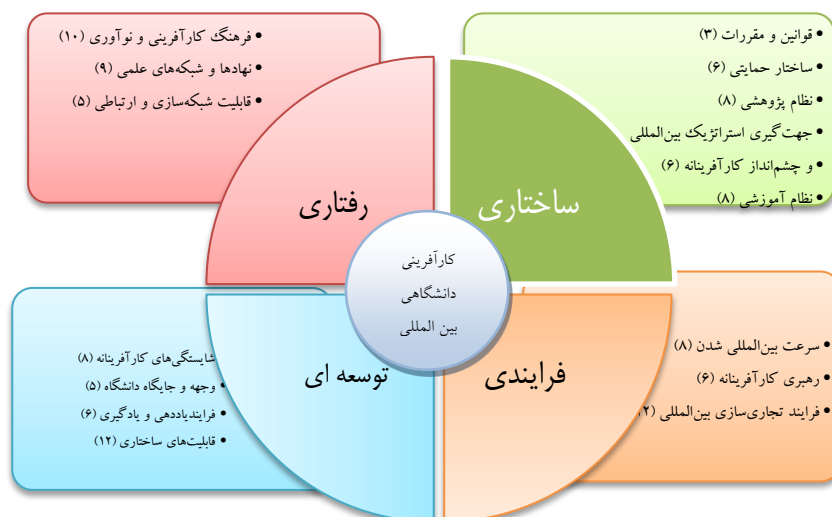 • قوانین و مقررات (۳)
• ساختار حمایتی (۶)
• نظام پژوهشی (۸)
• جهت‌گیری استراتژیک بین‌المللی
• و چشم‌انداز کارآفرینانه (۶)
• نظام آموزشی (۸)
ساختاری
• فرهنگ کارآفرینی و نوآوری (۱۰)
• نهادها و شبکه‌های علمی (۹)
• قابلیت شبکه‌سازی و ارتباطی (۵)
رفتاری
کارآفرینی
دانشگاهی
بین المللی
• سرعت بین‌المللی شدن (۸)
• رهبری کارآفرینانه (۶)
• فرایند تجاری‌سازی بین‌المللی
فرایندی
شایستگی‌های کارآفرینانه (۸)
• وجهه و جایگاه دانشگاه (۵)
• فرایندیاددهی و یادگیری (۶)
• قابلیت‌های ساختاری (۱۲)
توسعه ای